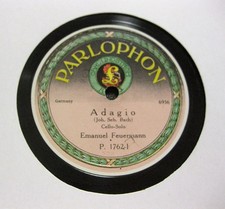 PARLOPHON
Germany
Adagio
(Joh. Seb. Bach)
Cello-Solo
Emanuel Feuermann
P. 1762-I